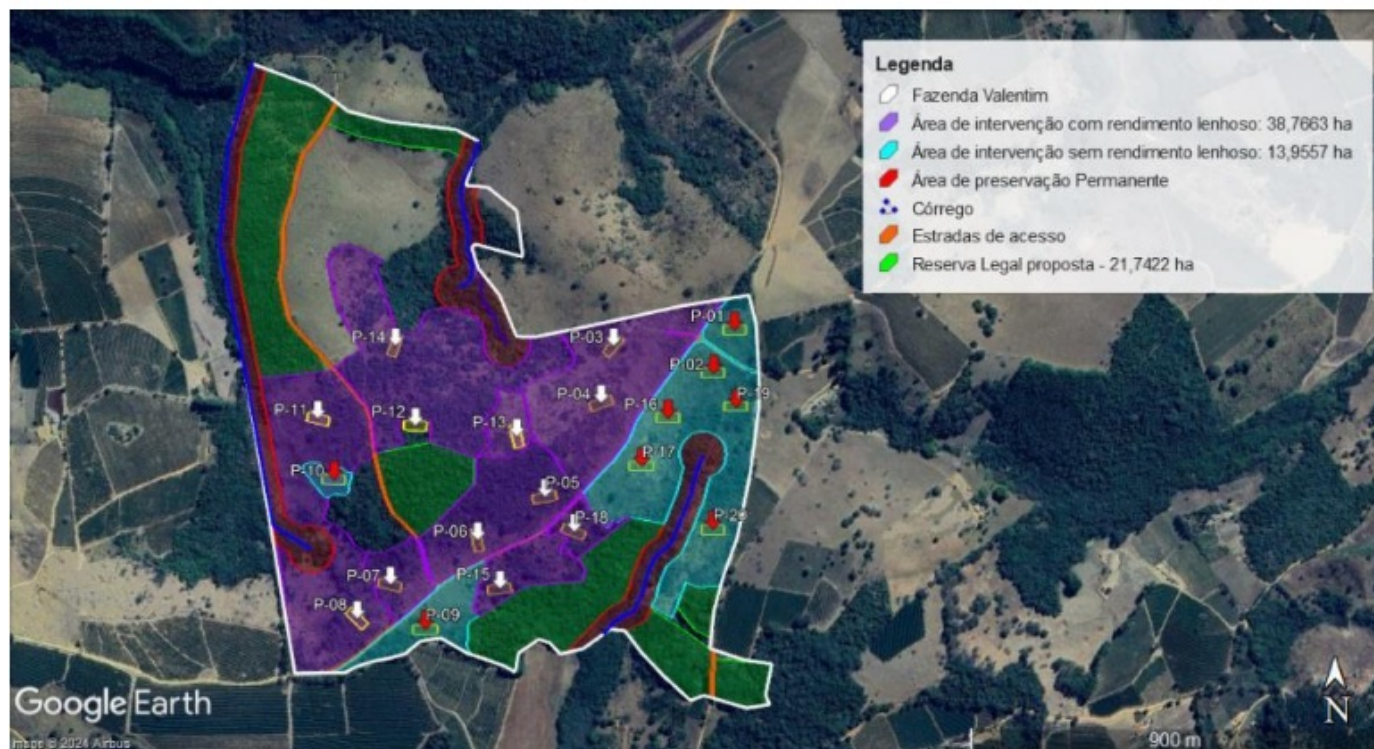 Legenda
Fazenda Valentim
Área de intervenção com rendimento lenhoso: 38,7663 ha
Área de intervenção sem rendimento lenhoso: 13,9557 ha
Área de preservação Permanente
Córrego
Estradas de acesso
Reserva Legal proposta - 21,7422 ha
P-01
P-14
P-03
P-02
P-04
P-19
P-11
P-12
P-16
P-13
P-17
P-10
P-05
P-18
P-20
P-06
P-07
P-15
P-08
P-09
Google Earth
N
900 m
© 2024 Airbus